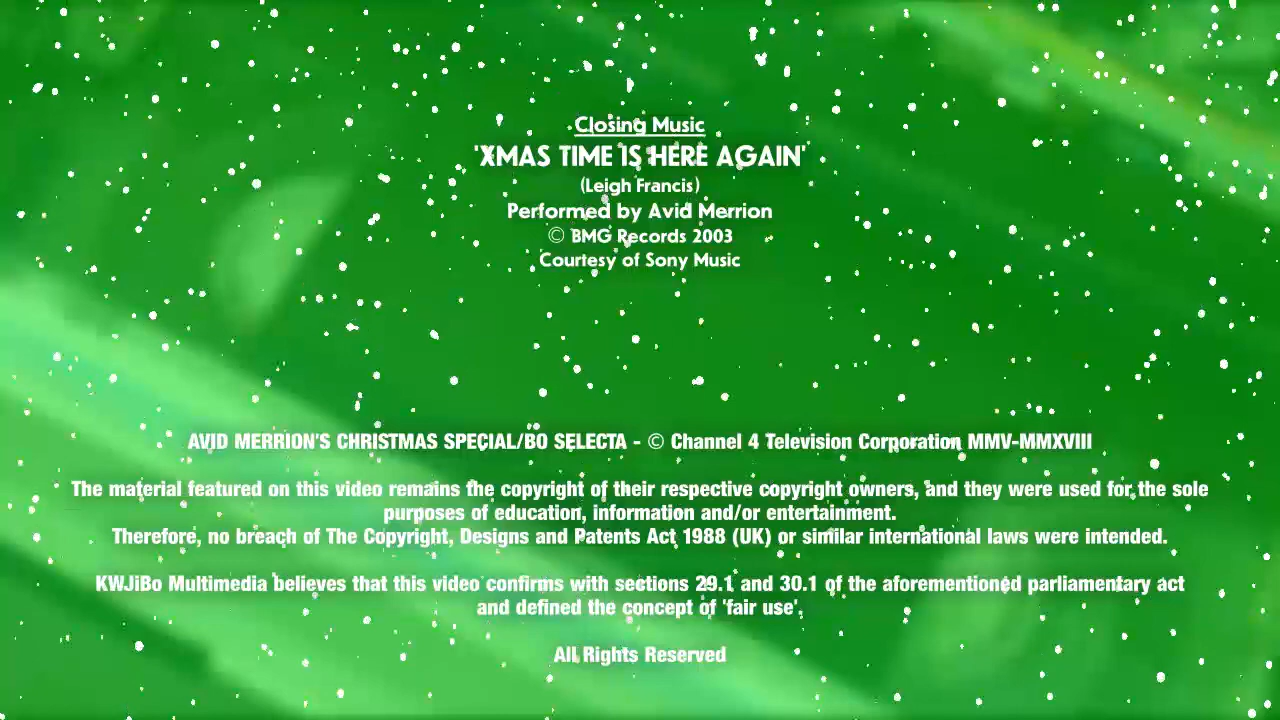 Closing Music
'XMAS TIME IS HERE AGAIN'
(Leigh Francis)
Performed by Avid Merrion
© BMG Records 2003
Courtesy of Sony Music
AVID MERRION'S CHRISTMAS SPECIAL/BO SELECTA - © Channel 4 Television Corporation MMV-MMXVIII
The material featured on this video remains the copyright of their respective copyright owners, and they were used for the sole
purposes of education, information and/or entertainment.
Therefore, no breach of The Copyright, Designs and Patents Act 1988 (UK) or similar international laws were intended.
KWJiBo Multimedia believes that this video confirms with sections 29.1 and 30.1 of the aforementioned parliamentary act
and defined the concept of 'fair use'.
All Rights Reserved